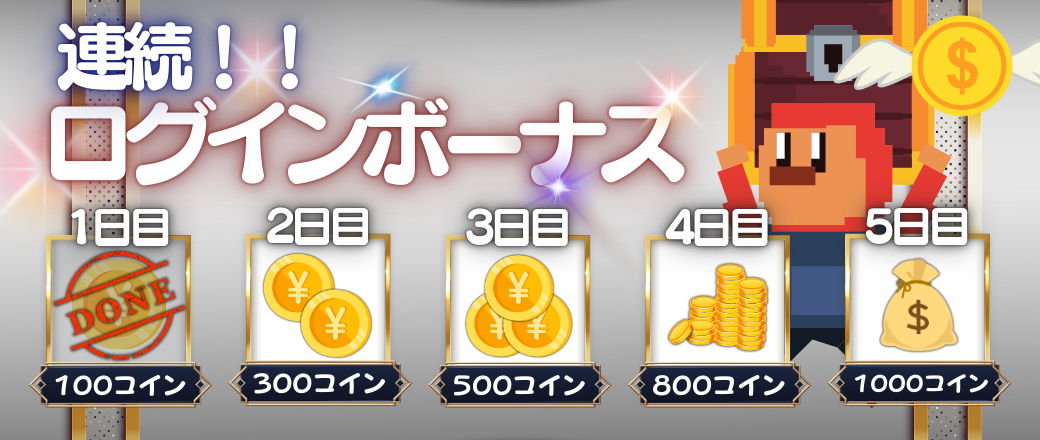 連続！！
ログインボーナス
1日目
2日目
3日目
4日目
5日目
DONE
¥
¥
¥
¥
¥
$
$
100コイン
300コイン
500コイン
800コイン
1000コイン